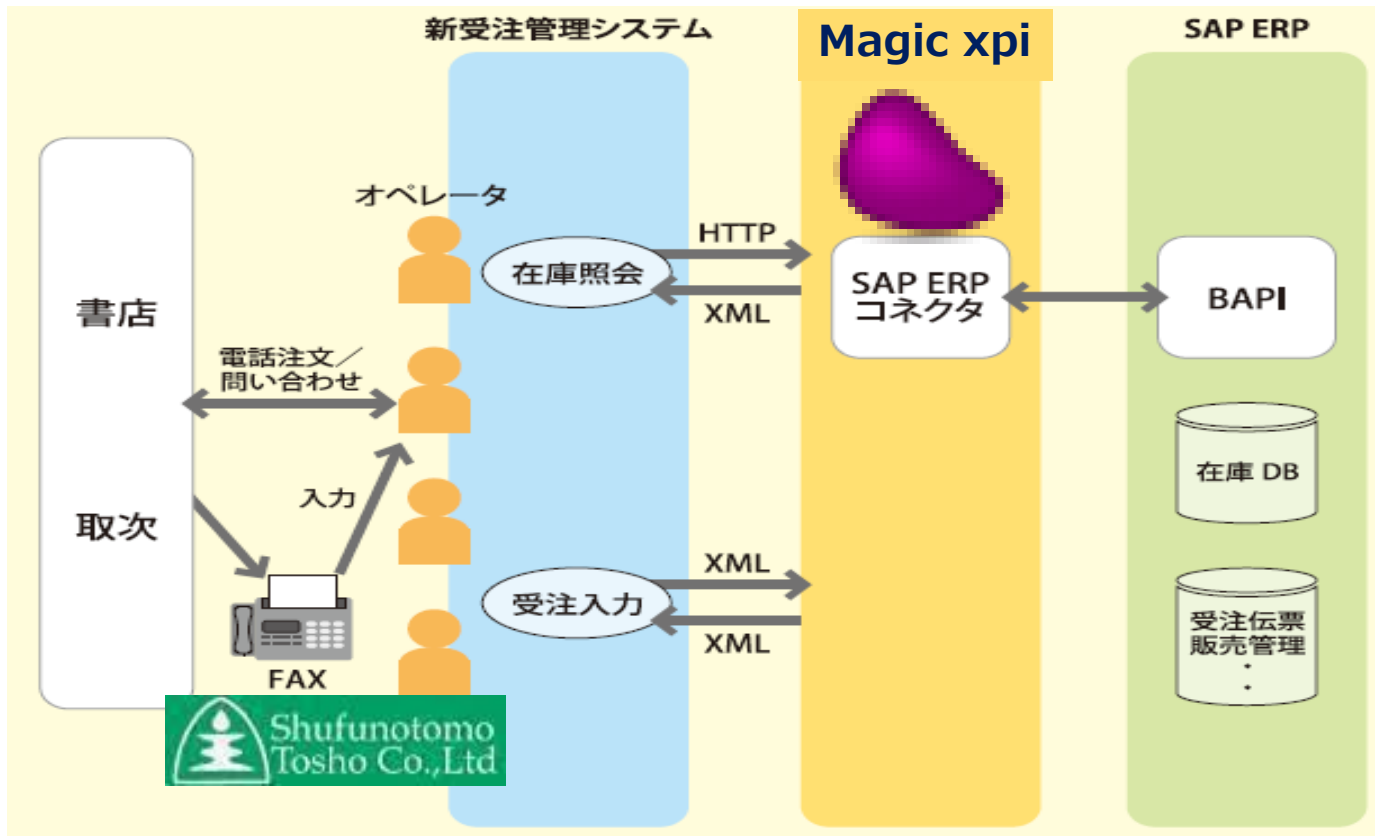 新受注管理システム
Magic xpi
SAP ERP
オペレータ
書店
取次
電話注文／
問い合わせ
入力
FAX
Shufunotomo
Tosho Co.,Ltd
在庫照会
HTTP
XML
受注入力
XML
XML
SAP ERP
コネクタ
BAPI
在庫 DB
受注伝票
販売管理
・
・